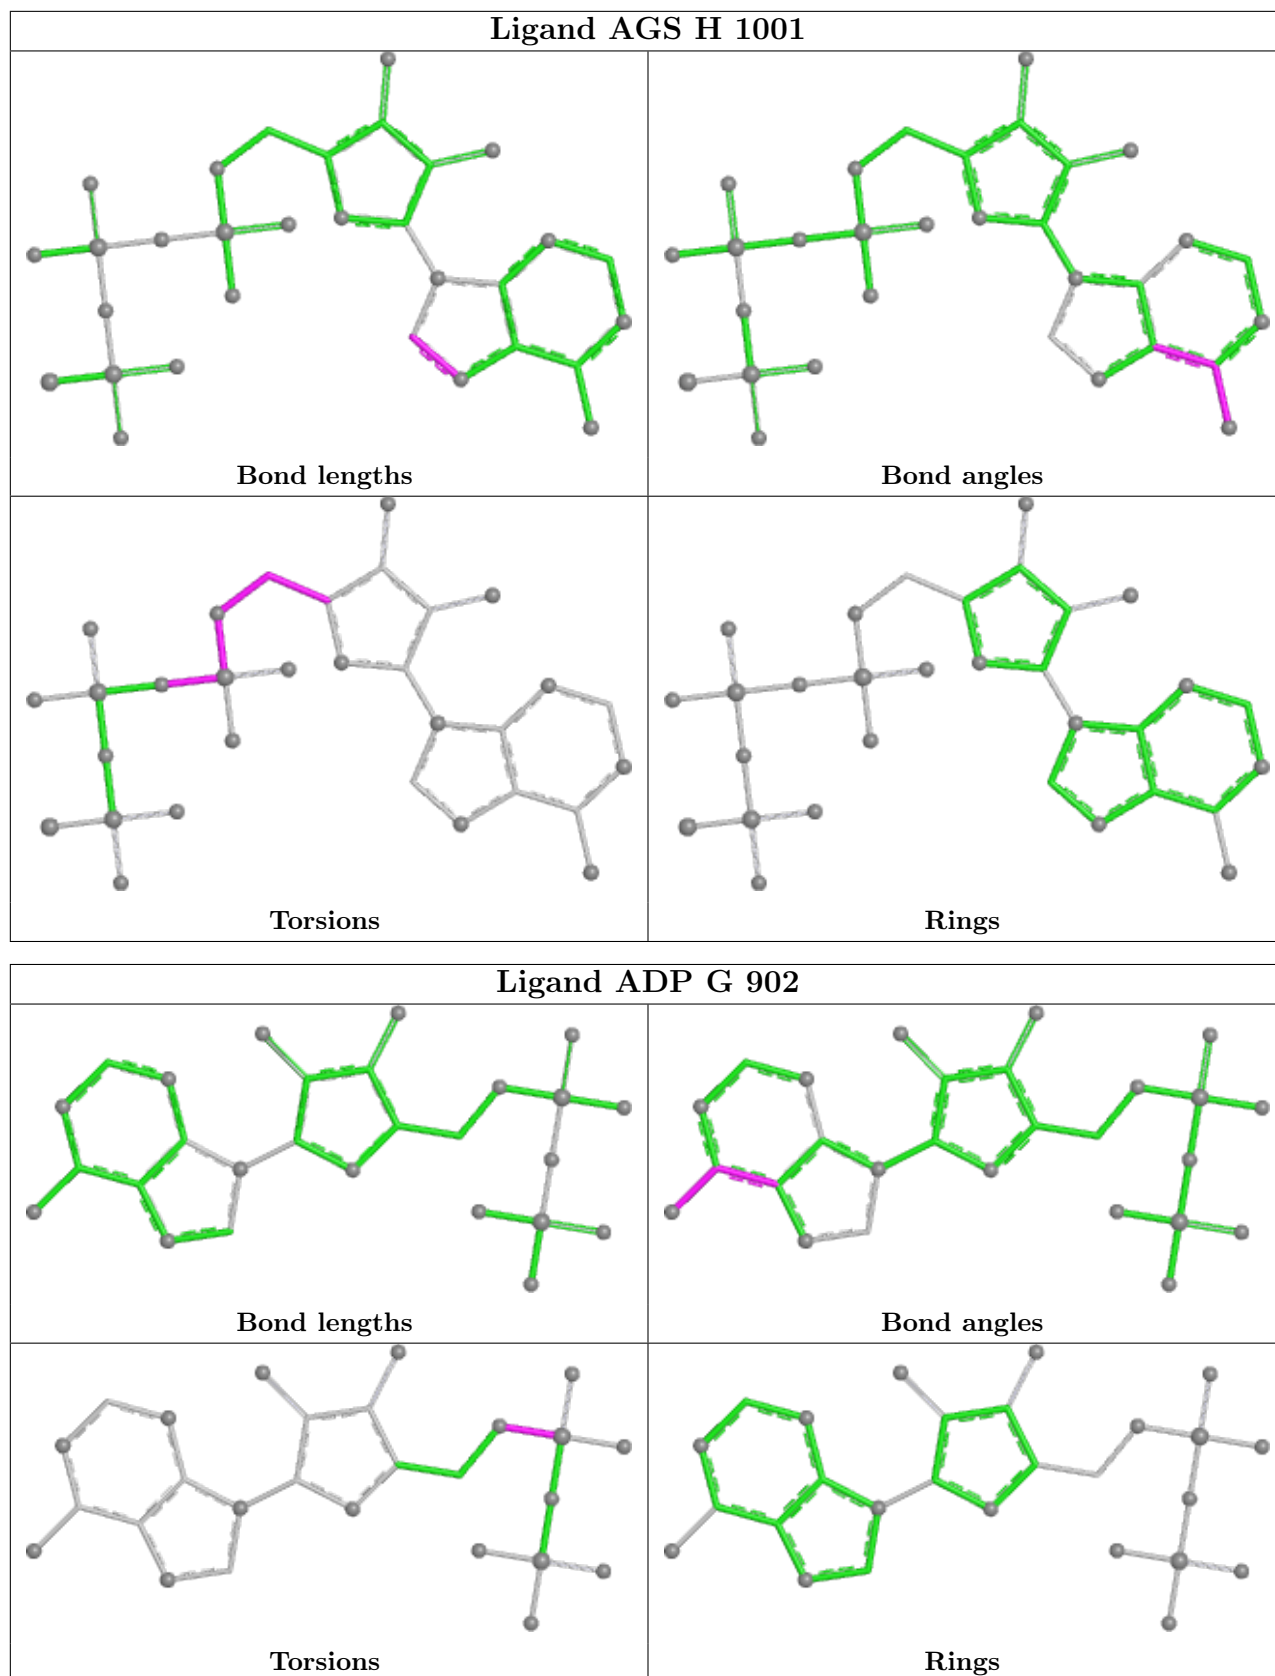 Ligand AGS H 1001
Bond lengths
Bond angles
Torsions
Rings
Ligand ADP G 902
Bond lengths
Bond angles
Torsions
Rings